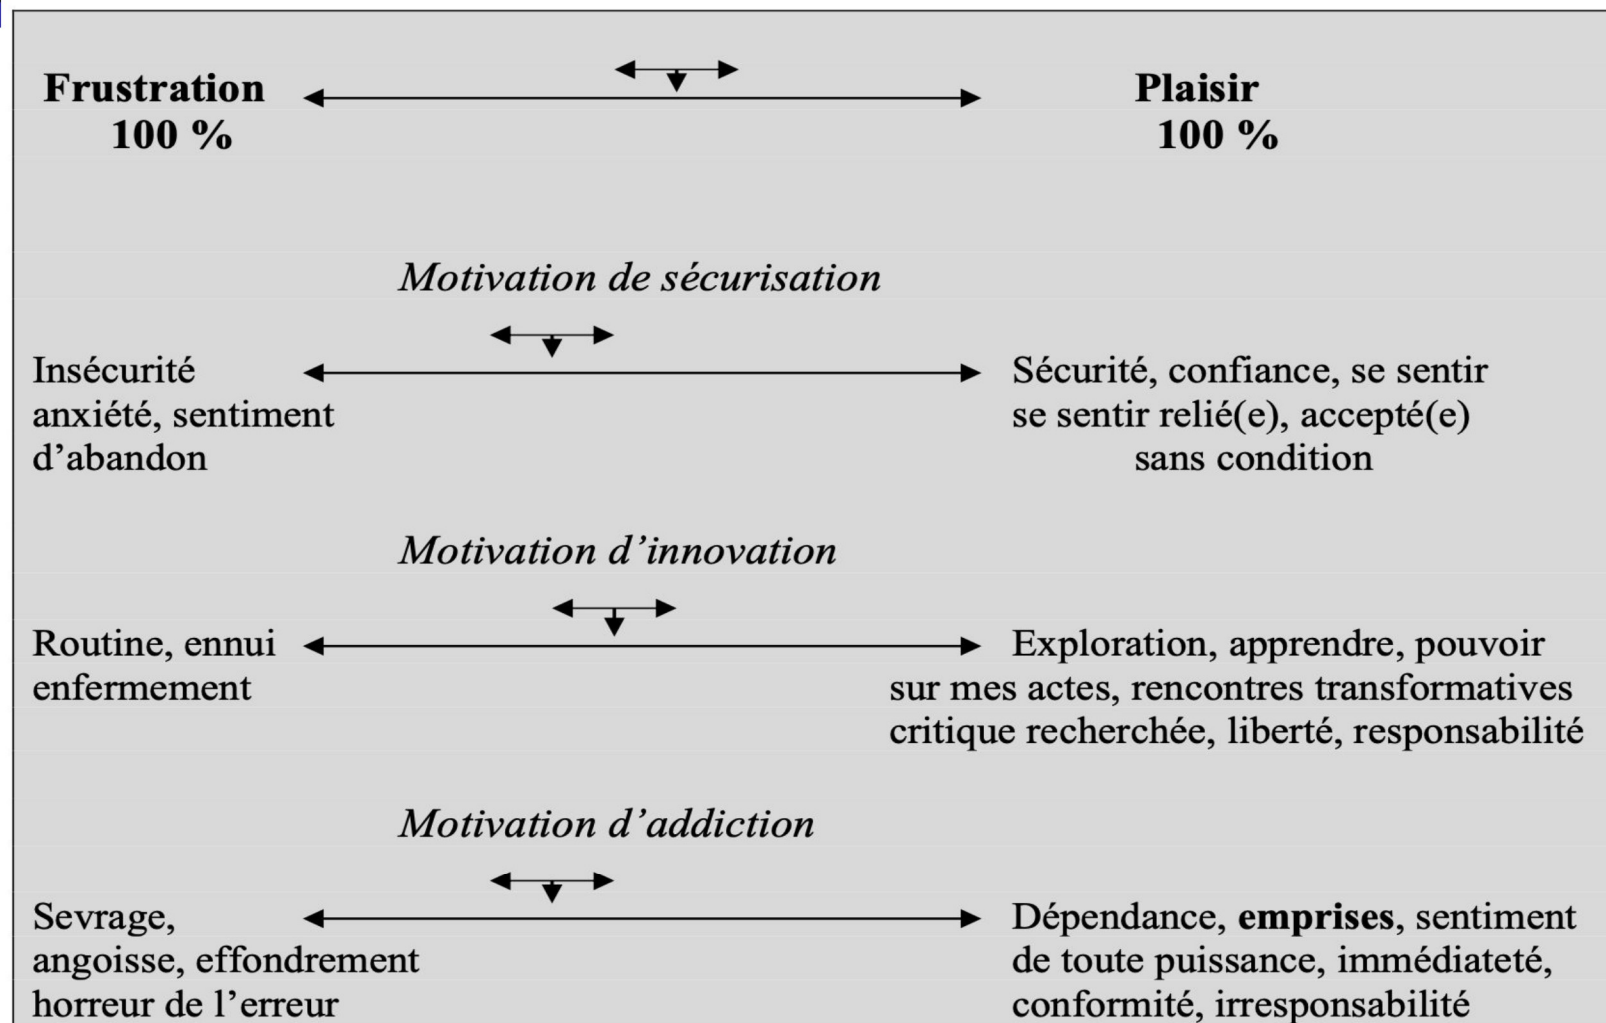 Frustration Plaisir
100 % 100 %
Motivation de sécurisation
Insécurité Sécurité, confiance, se sentir
anxiété, sentiment se sentir relié(e), accepté(e)
d’abandon sans condition
Motivation d’innovation
Routine, ennui Exploration, apprendre, pouvoir
enfermement sur mes actes, rencontres transformatives
critique recherchée, liberté, responsabilité
Motivation d’addiction
Sevrage, Dépendance, emprises, sentiment
angoisse, effondrement de toute puissance, immédiateté,
horreur de l’erreur conformité, irresponsabilité